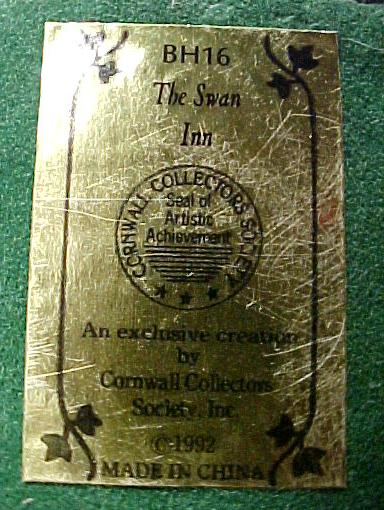 BH16
The Swan
Inn
CORNWALL COLLECTORS SOCIETY
Seal of
Artistic
Achievement
An exclusive creation
by
Cornwall Collectors
Society, Inc.
©1992
MADE IN CHINA